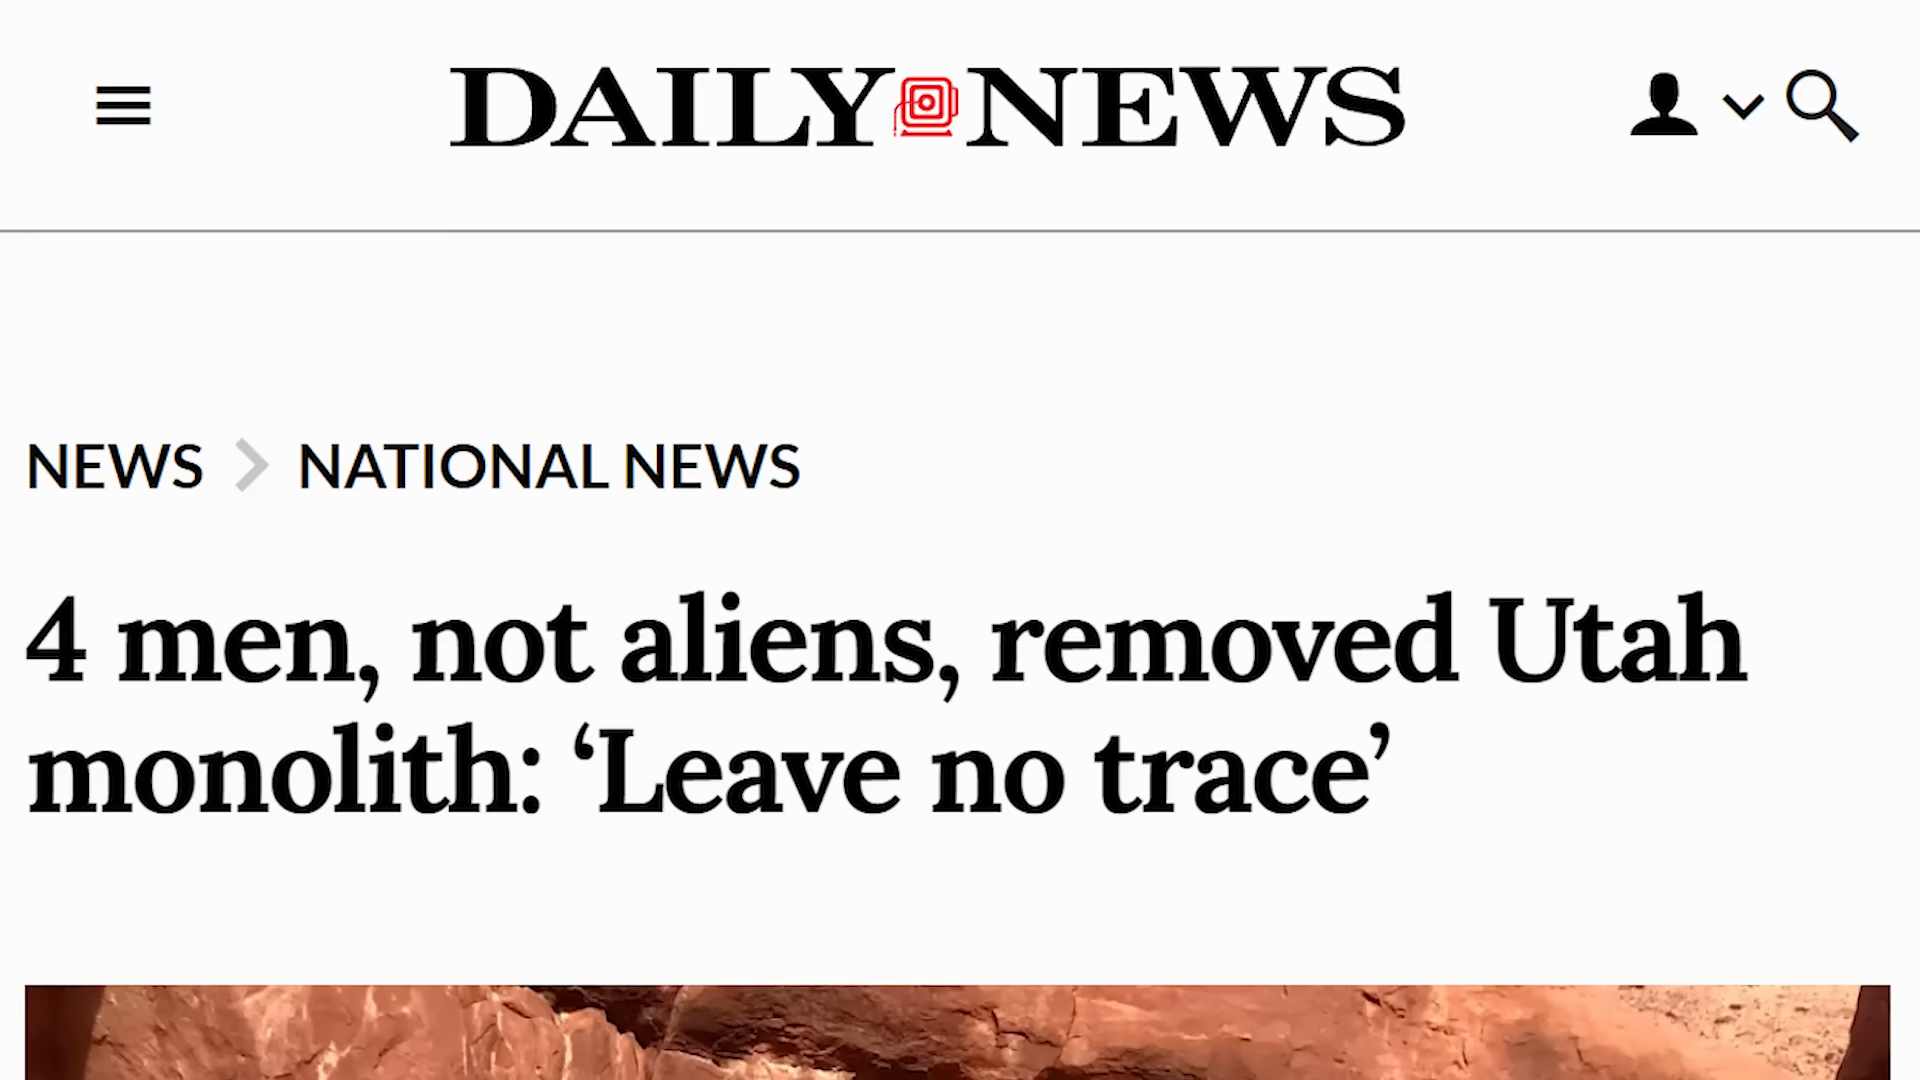 DAILY NEWS
NEWS > NATIONAL NEWS
4 men, not aliens, removed Utah
monolith: ‘Leave no trace’